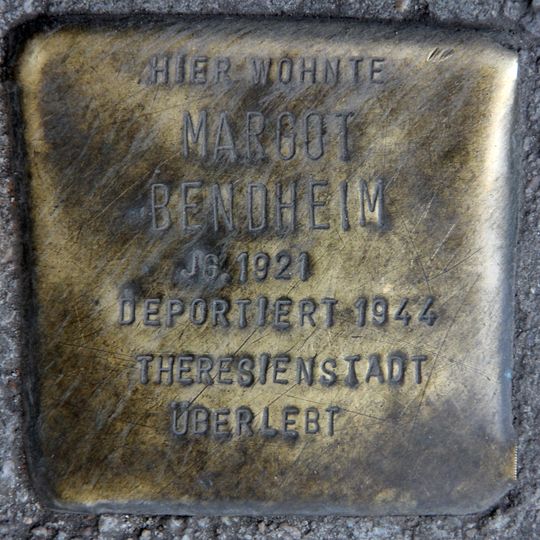 HIER WOHNTE
MARGOT
BENDHEIM
JG. 1921
DEPORTIERT 1944
THERESIENSTADT
ÜBERLEBT